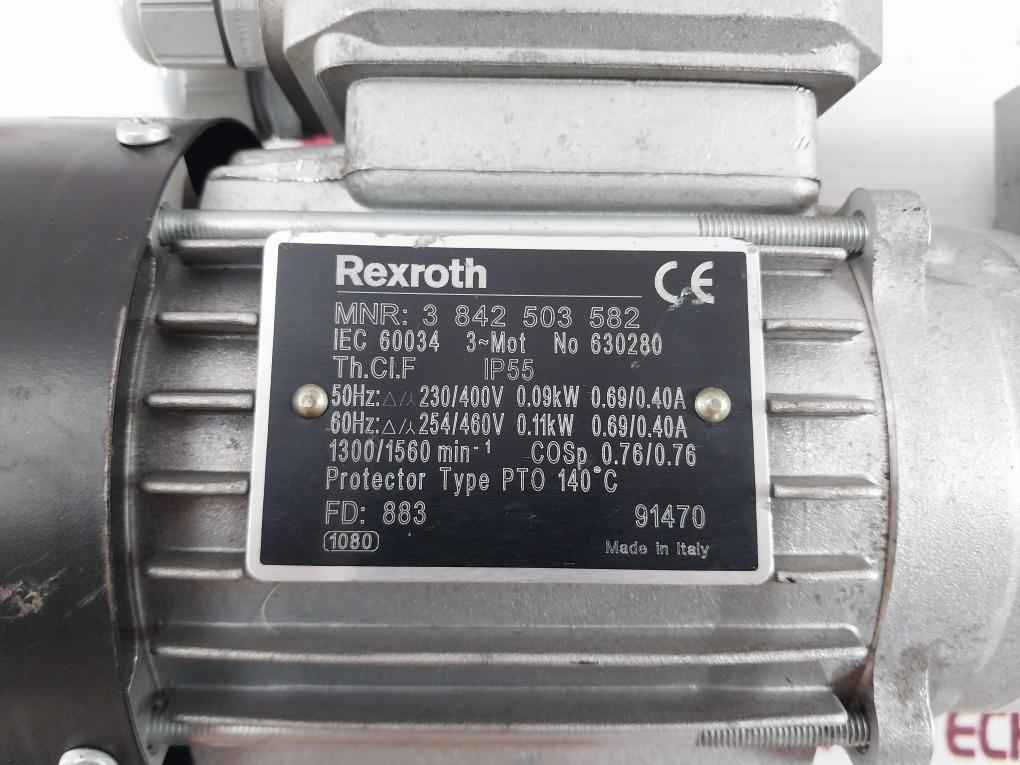 Rexroth CE
MNR: 3 842 503 582
IEC 60034 3~Mot No 630280
Th.Cl.F IP55
50Hz:△/⅄ 230/400V 0.09kW 0.69/0.40A
60Hz:△/⅄ 254/460V 0.11kW 0.69/0.40A
1300/1560 min-1 COSp 0.76/0.76
Protector Type PTO 140°C
FD: 883 91470
1080 Made in Italy
ECH